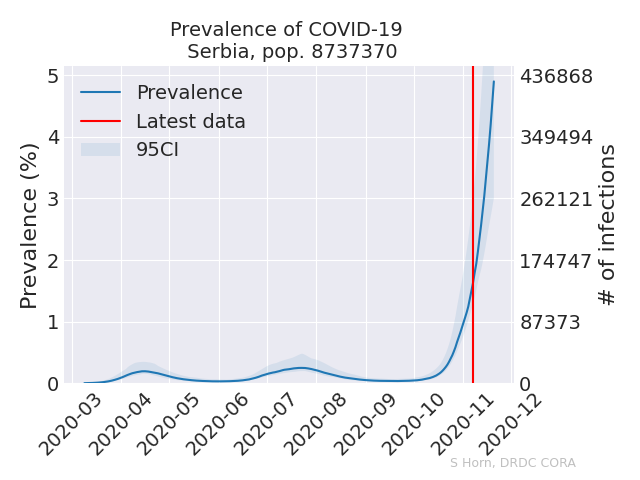 Prevalence of COVID-19
Serbia, pop. 8737370
Prevalence
Latest data
95CI
Prevalence (%)
5
4
3
2
1
0
436868
349494
262121
174747
87373
0
# of infections
2020-03
2020-04
2020-05
2020-06
2020-07
2020-08
2020-09
2020-10
2020-11
2020-12
S Horn, DRDC CORA